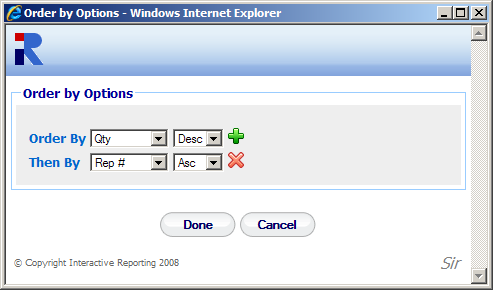 Order by Options - Windows Internet Explorer
R
Order by Options
Order By Qty Desc
Then By Rep # Asc
Done Cancel
© Copyright Interactive Reporting 2008 Sir